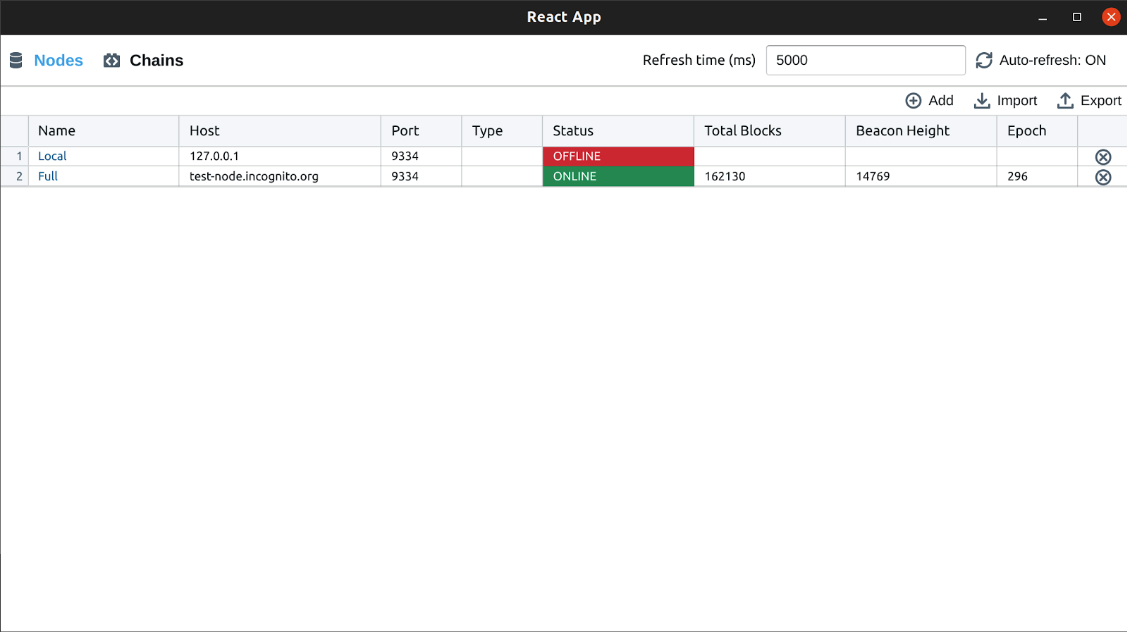 React App
Nodes Chains Refresh time (ms) 5000 Auto-refresh: ON
Add Import Export
Name Host Port Type Status Total Blocks Beacon Height Epoch
1 Local 127.0.0.1 9334 OFFLINE
2 Full test-node.incognito.org 9334 ONLINE 162130 14769 296